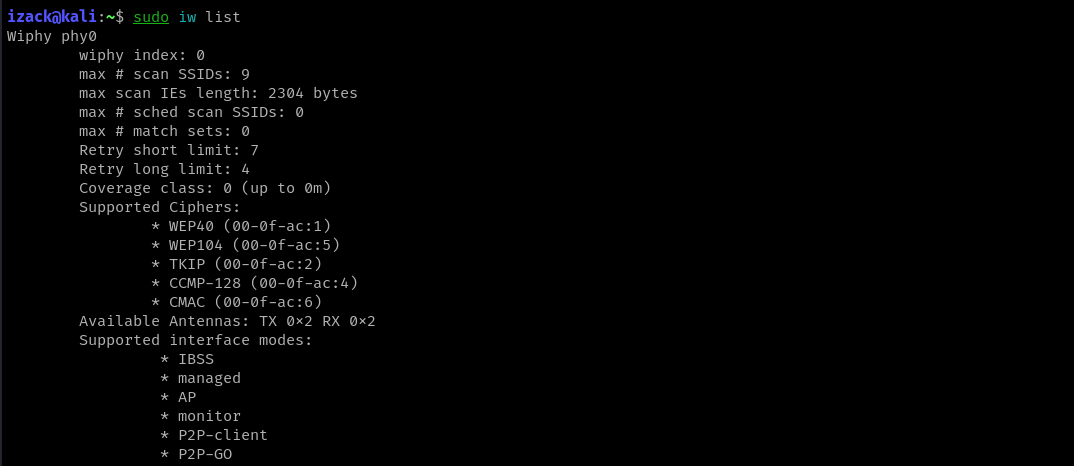 izack@kali:~$ sudo iw list
Wiphy phy0
wiphy index: 0
max # scan SSIDs: 9
max scan IEs length: 2304 bytes
max # sched scan SSIDs: 0
max # match sets: 0
Retry short limit: 7
Retry long limit: 4
Coverage class: 0 (up to 0m)
Supported Ciphers:
* WEP40 (00-0f-ac:1)
* WEP104 (00-0f-ac:5)
* TKIP (00-0f-ac:2)
* CCMP-128 (00-0f-ac:4)
* CMAC (00-0f-ac:6)
Available Antennas: TX 0×2 RX 0×2
Supported interface modes:
* IBSS
* managed
* AP
* monitor
* P2P-client
* P2P-GO